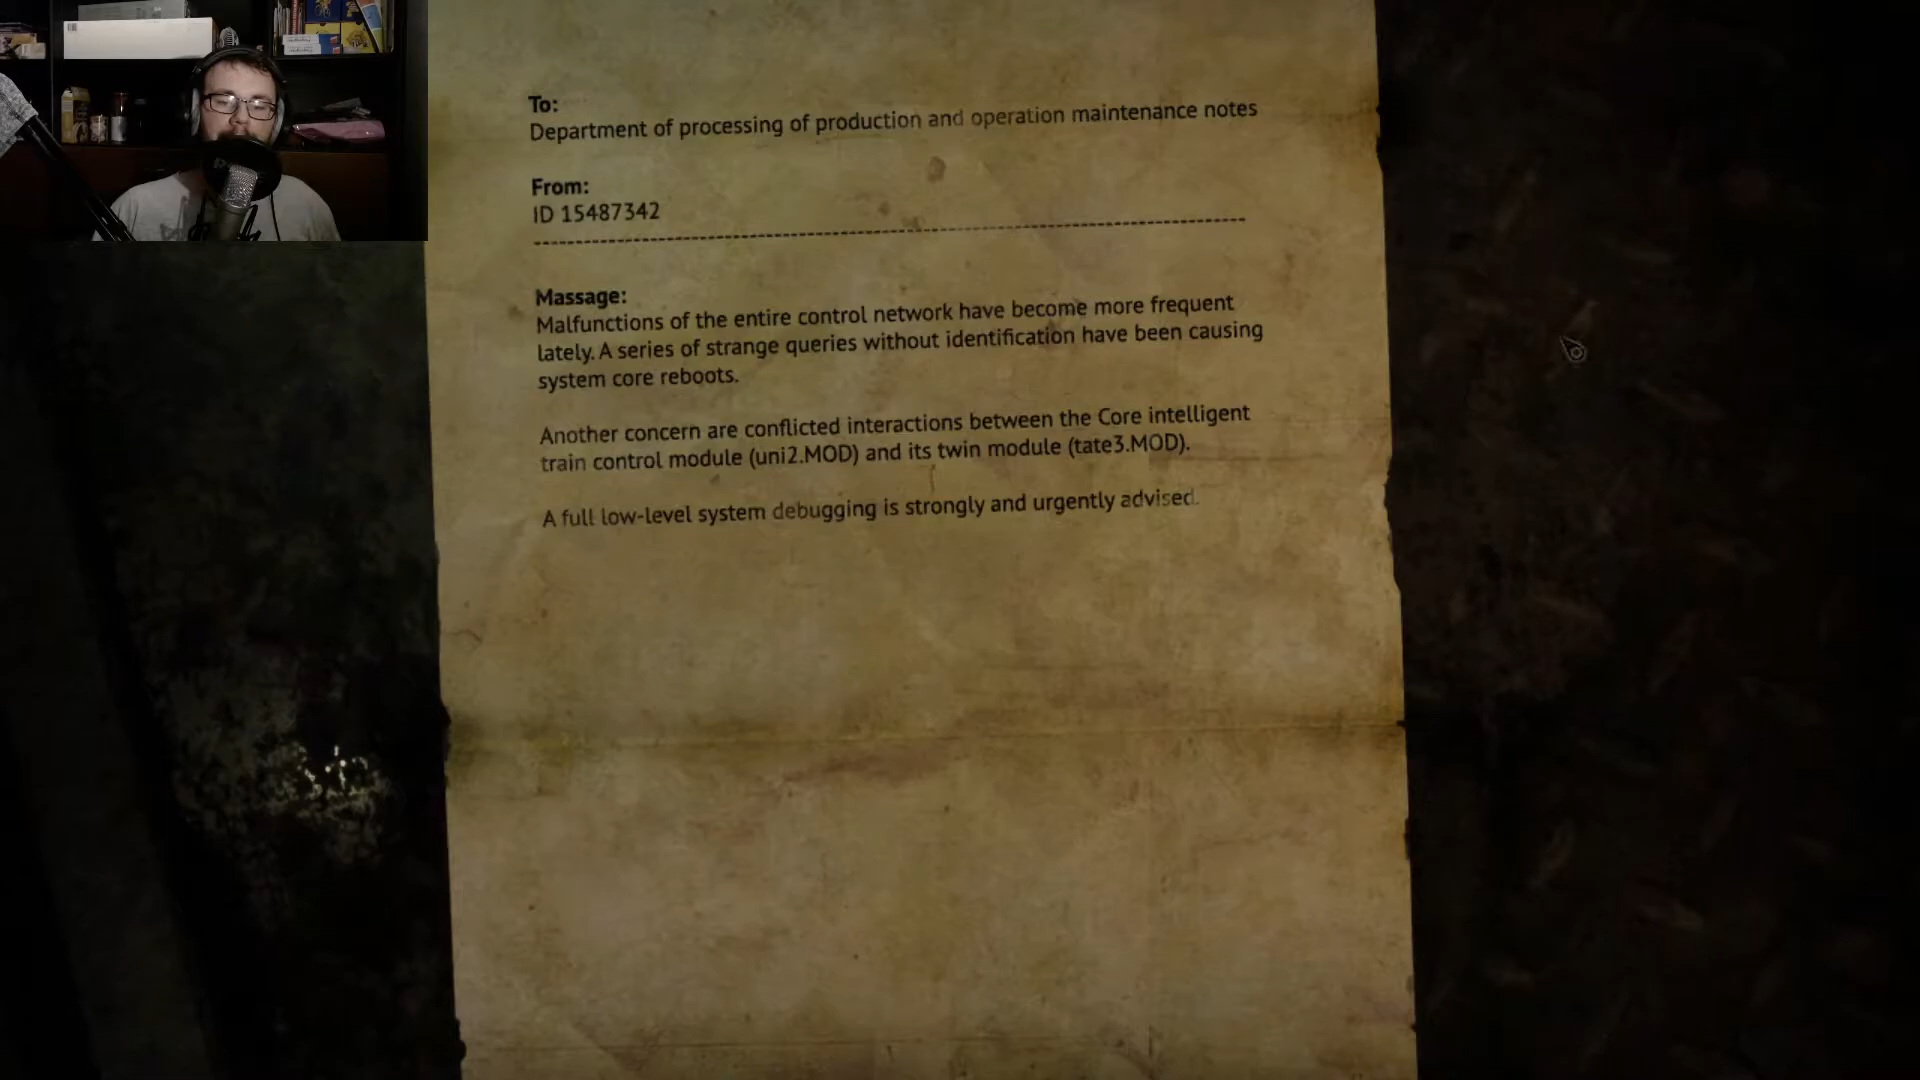 To:
Department of processing of production and operation maintenance notes
From:
ID 15487342
Massage:
Malfunctions of the entire control network have become more frequent
lately. A series of strange queries without identification have been causing
system core reboots.
Another concern are conflicted interactions between the Core intelligent
train control module (uni2.MOD) and its twin module (tate3.MOD).
A full low-level system debugging is strongly and urgently advised.